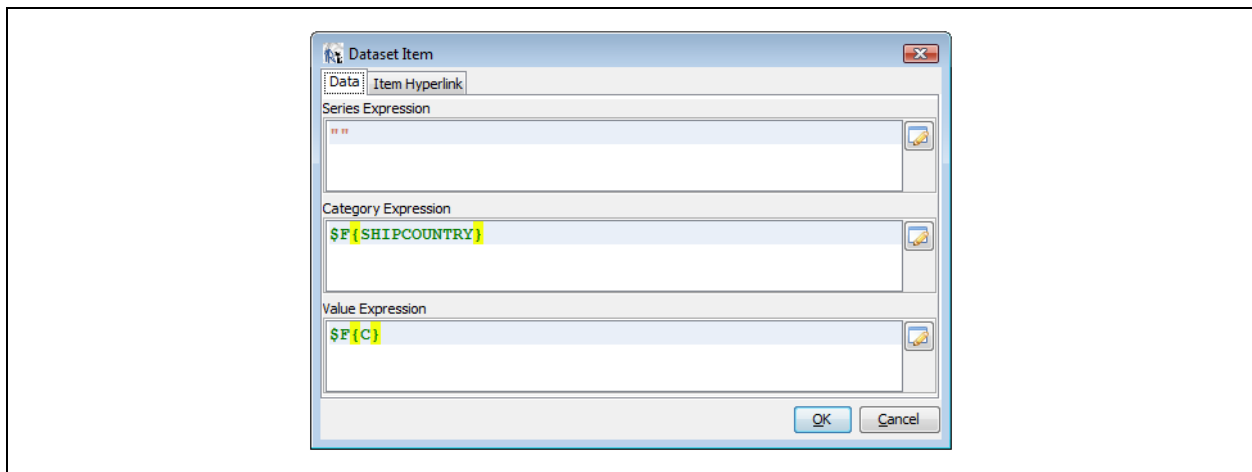 Dataset Item
Data Item Hyperlink
Series Expression
""
Category Expression
$F{SHIPCOUNTRY}
Value Expression
$F{C}
OK Cancel